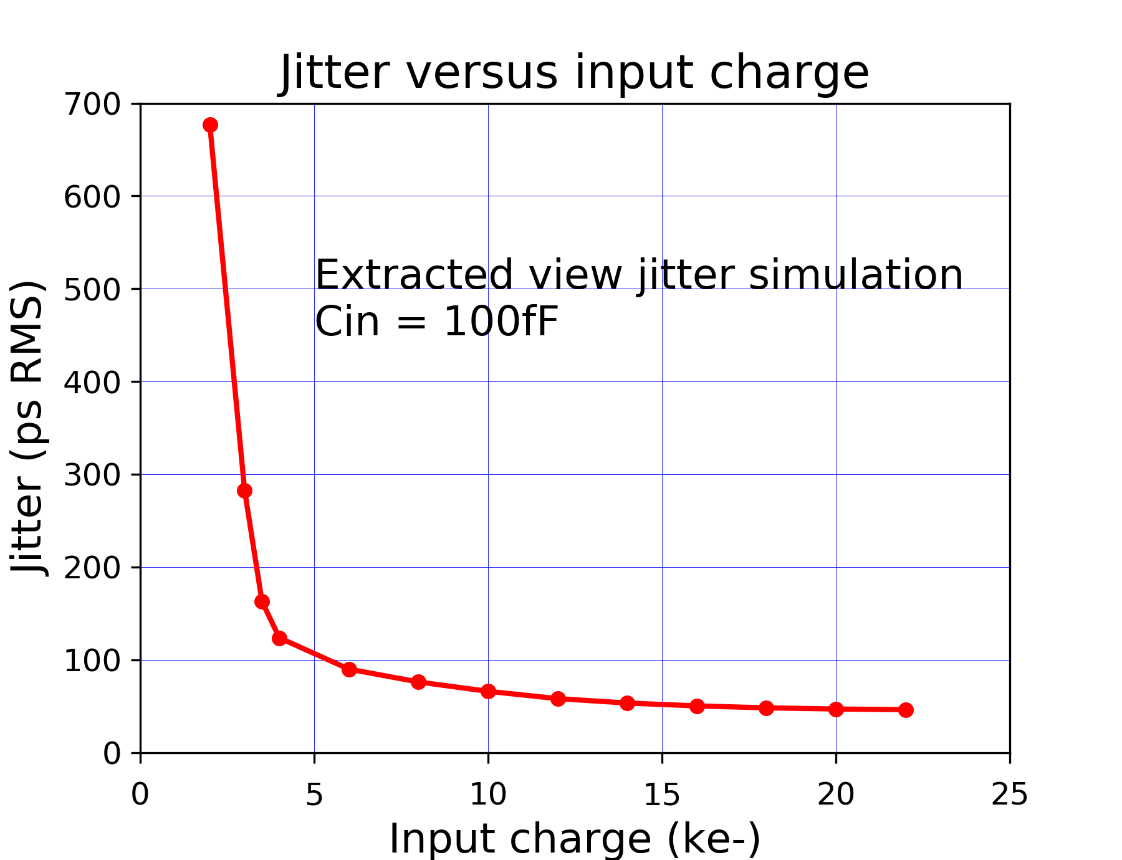 Jitter versus input charge
700
600
500
400
300
200
100
0
Jitter (ps RMS)
Extracted view jitter simulation
Cin = 100fF
0 5 10 15 20 25
Input charge (ke-)